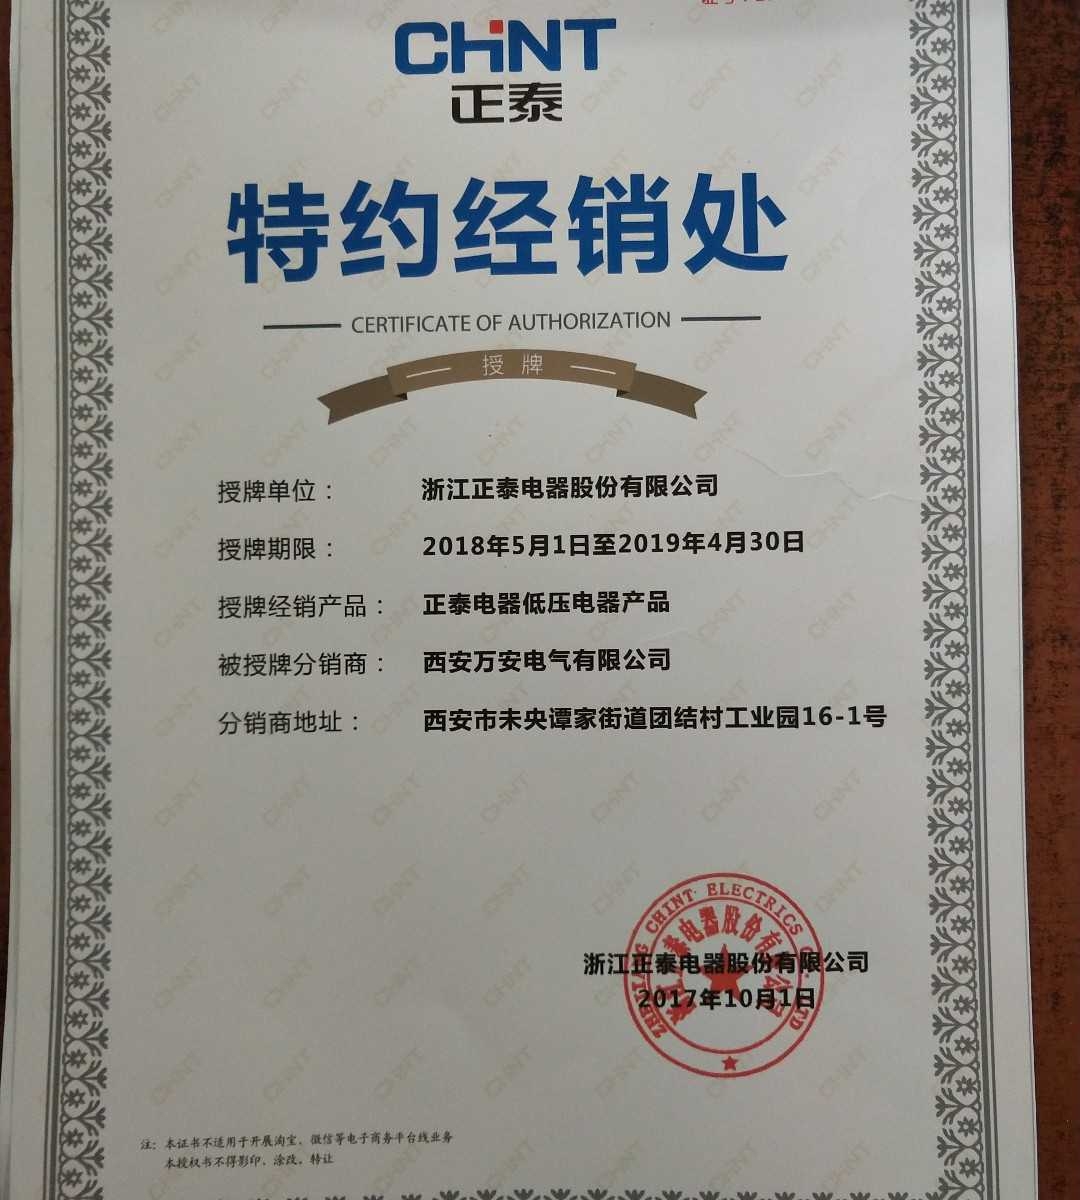 CHINT
正泰
特约经销处
CERTIFICATE OF AUTHORIZATION
授牌
授牌单位： 浙江正泰电器股份有限公司
授牌期限： 2018年5月1日至2019年4月30日
授牌经销产品： 正泰电器低压电器产品
被授牌分销商： 西安万安电气有限公司
分销商地址： 西安市未央谭家街道团结村工业园16-1号
浙江正泰电器股份有限公司
2017年10月1日
注：本证书不适用于开展淘宝、微信等电子商务平台线业务
本授权书不得影印、涂改、转让